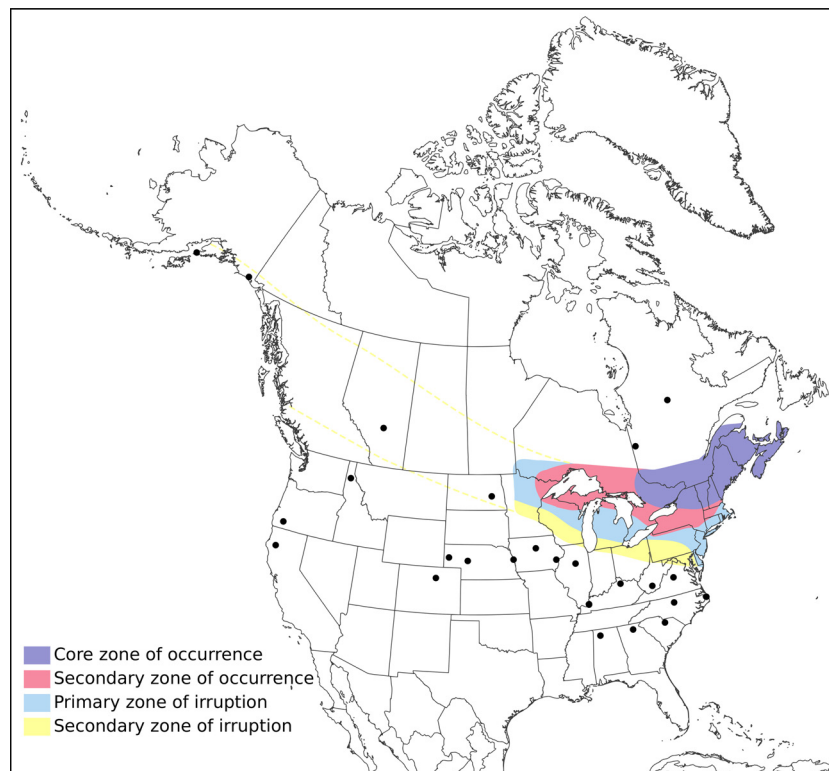 Core zone of occurrence
Secondary zone of occurrence
Primary zone of irruption
Secondary zone of irruption